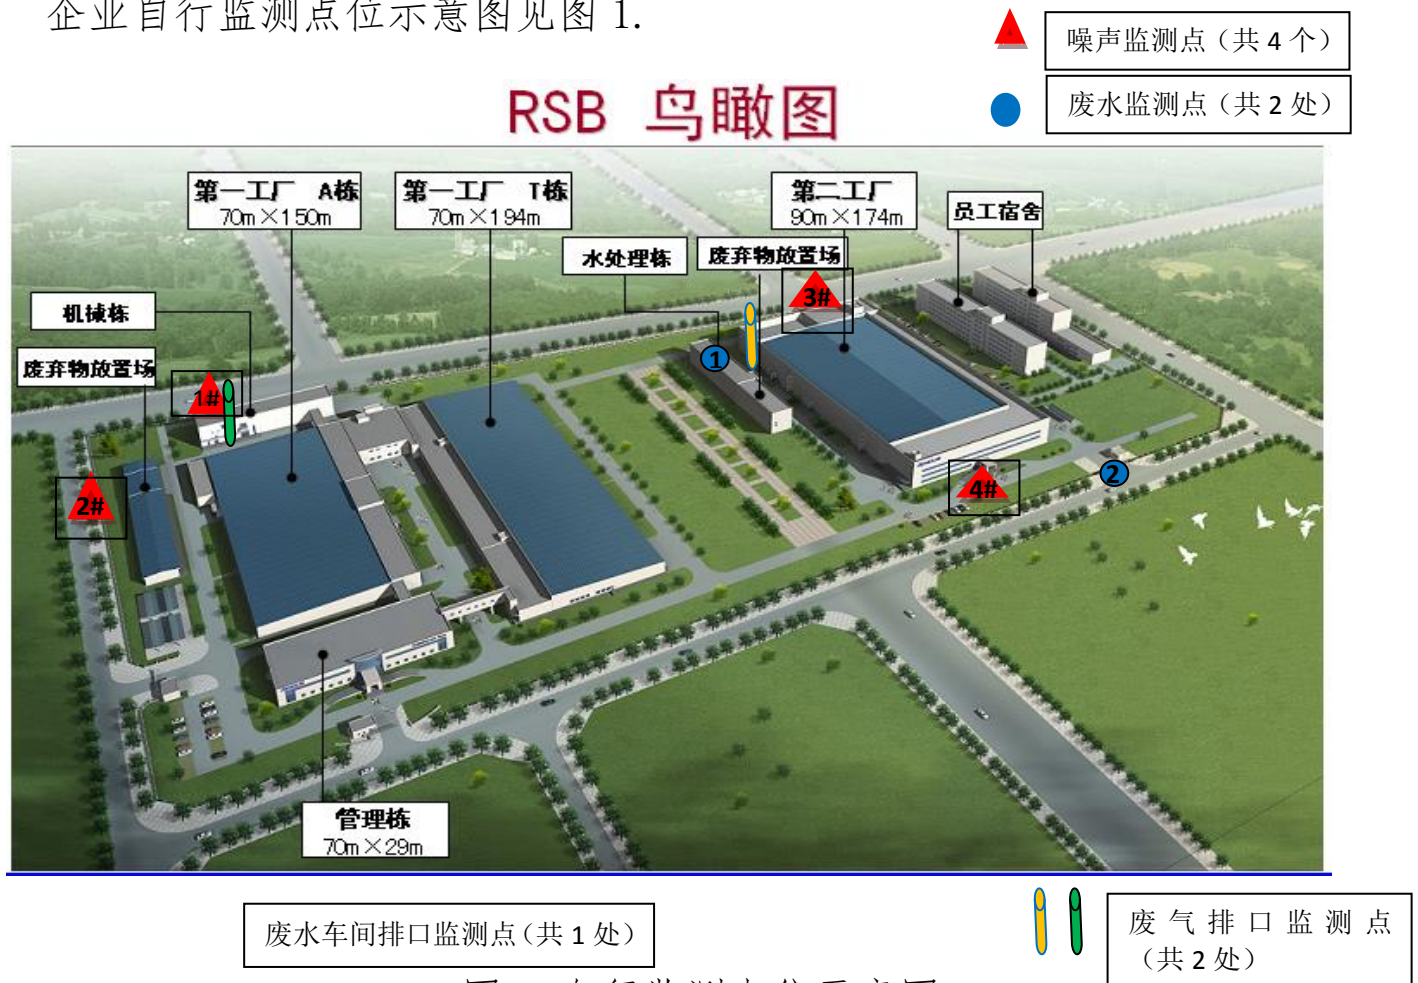 企业自行监测点位示意图见图 1.
噪声监测点（共 4 个）
废水监测点（共 2 处）
RSB 鸟瞰图
第一工厂 A栋
70m×150m
第一工厂 T栋
70m×194m
第二工厂
90m×174m
员工宿舍
水处理栋
废弃物放置场
机械栋
废弃物放置场
3#
1
1#
2#
4#
2
管理栋
70m×29m
废水车间排口监测点（共 1 处）
废气排口监测点
（共 2 处）